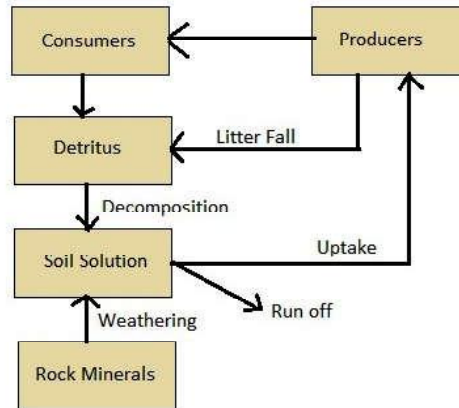 Consumers
Producers
Litter Fall
Detritus
Decomposition
Soil Solution
Uptake
Run off
Weathering
Rock Minerals